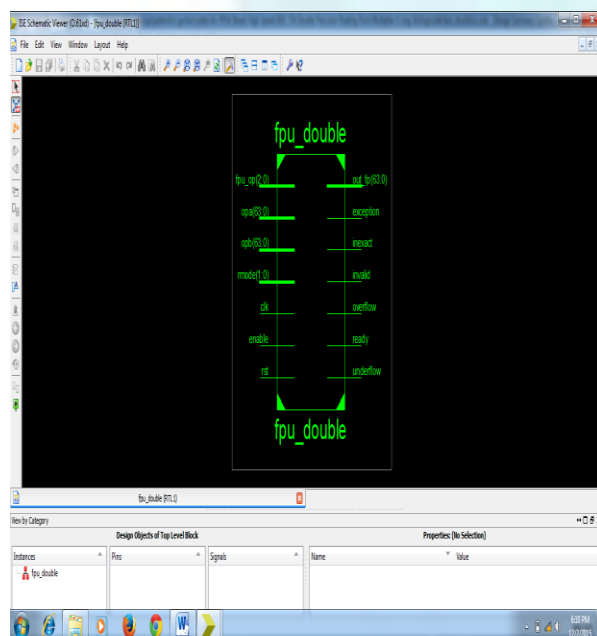 ISE Schematic Viewer (O.61xd) - [fpu_double (RTL1)]
File Edit View Window Layout Help
fpu_double
fpu_op(2:0) out_fp(63:0)
opa(63:0) exception
opb(63:0) inexact
rmode(1:0) invalid
clk overflow
enable ready
rst underflow
fpu_double
fpu_double (RTL1)
View by Category
Design Objects of Top Level Block Properties: (No Selection)
Instances Pins Signals Name Value
fpu_double
6:10 PM